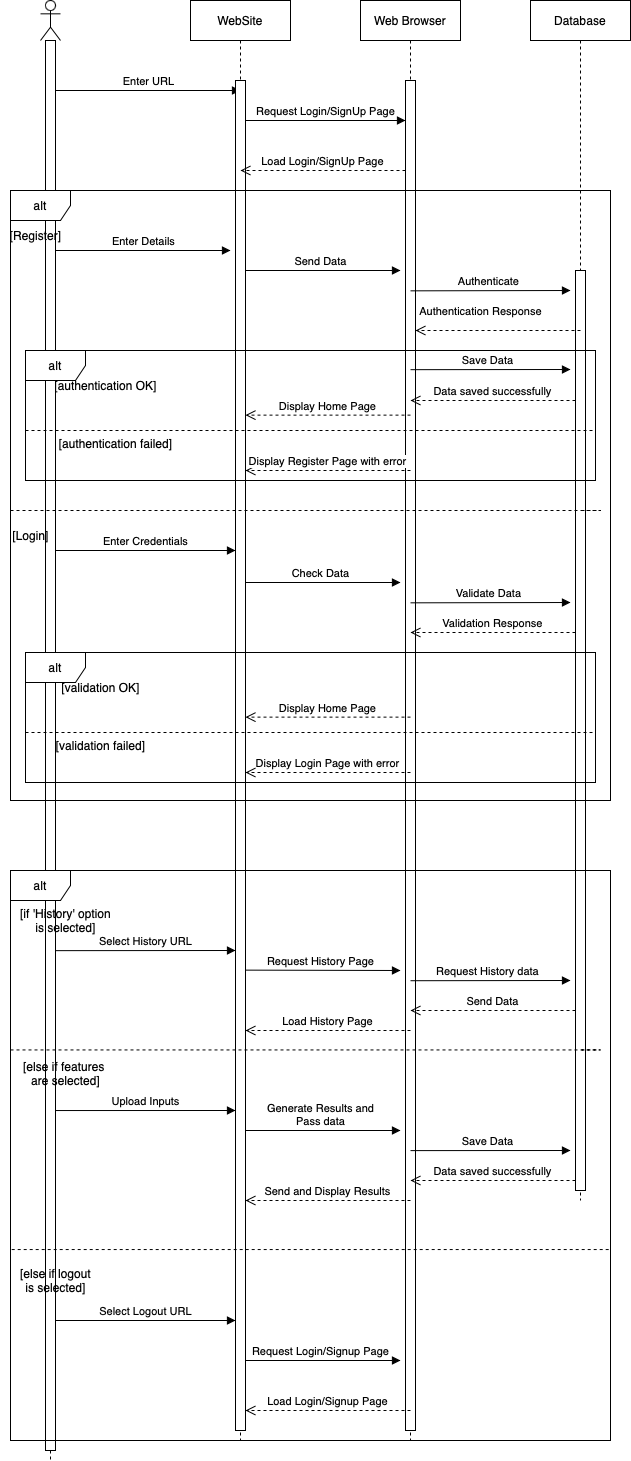 WebSite
Web Browser
Database
Enter URL
Request Login/SignUp Page
Load Login/SignUp Page
alt
[Register]
Enter Details
Send Data
Authenticate
Authentication Response
alt
Save Data
[authentication OK]
Data saved successfully
Display Home Page
[authentication failed]
Display Register Page with error
[Login]
Enter Credentials
Check Data
Validate Data
Validation Response
alt
[validation OK]
Display Home Page
[validation failed]
Display Login Page with error
alt
[if 'History' option
is selected]
Select History URL
Request History Page
Request History data
Send Data
Load History Page
[else if features
are selected]
Upload Inputs
Generate Results and
Pass data
Save Data
Data saved successfully
Send and Display Results
[else if logout
is selected]
Select Logout URL
Request Login/Signup Page
Load Login/Signup Page